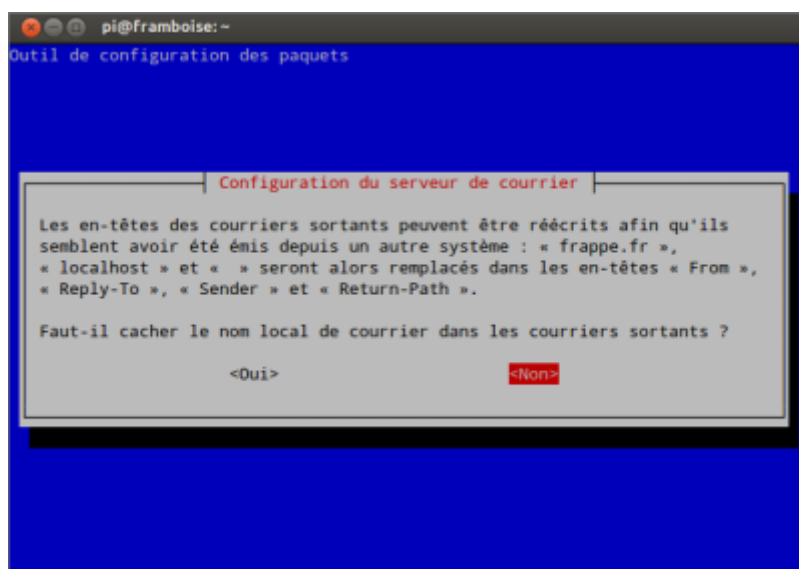 pi@framboise: ~
Outil de configuration des paquets
Configuration du serveur de courrier
Les en-têtes des courriers sortants peuvent être réécrits afin qu'ils
semblent avoir été émis depuis un autre système : « frappe.fr »,
« localhost » et «  » seront alors remplacés dans les en-têtes « From »,
« Reply-To », « Sender » et « Return-Path ».
Faut-il cacher le nom local de courrier dans les courriers sortants ?
<Oui> <Non>